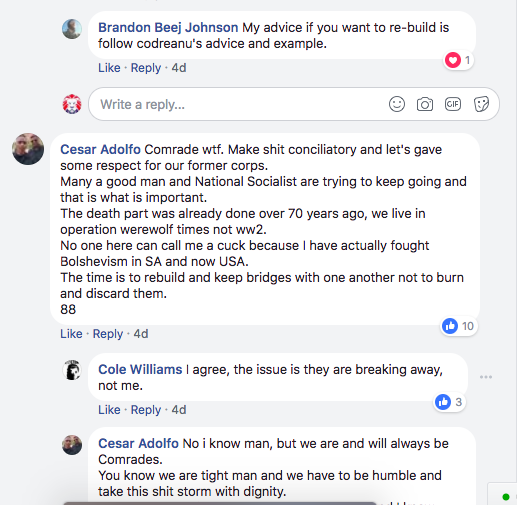 Brandon Beej Johnson My advice if you want to re-build is
follow codreanu's advice and example.
1
Like · Reply · 4d
Write a reply...
GIF
Cesar Adolfo Comrade wtf. Make shit conciliatory and let's gave
some respect for our former corps.
Many a good man and National Socialist are trying to keep going and
that is what is important.
The death part was already done over 70 years ago, we live in
operation werewolf times not ww2.
No one here can call me a cuck because I have actually fought
Bolshevism in SA and now USA.
The time is to rebuild and keep bridges with one another not to burn
and discard them.
88
10
Like · Reply · 4d
Cole Williams I agree, the issue is they are breaking away,
not me.
3
Like · Reply · 4d
Cesar Adolfo No i know man, but we are and will always be
Comrades.
You know we are tight man and we have to be humble and
take this shit storm with dignity.